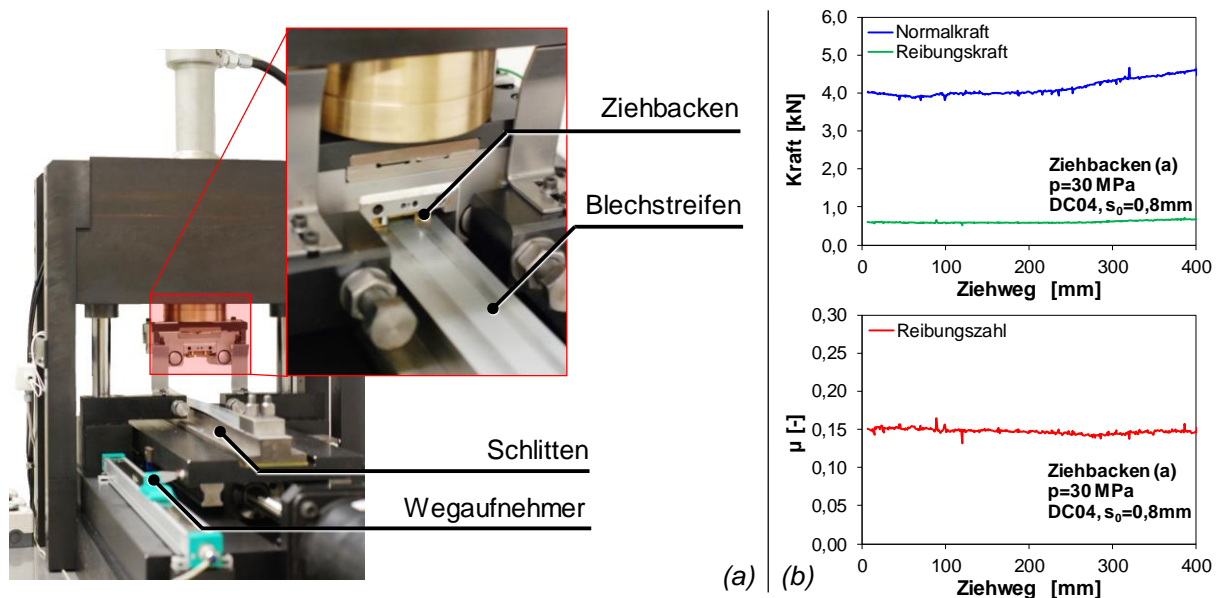 Ziehbacken
Blechstreifen
Schlitten
Wegaufnehmer
(a)
(b)
Kraft [kN]
6,0
5,0
4,0
3,0
2,0
1,0
0,0
Normalkraft
Reibungskraft
Ziehbacken (a)
p=30 MPa
DC04, s₀=0,8mm
0 100 200 300 400
Ziehweg [mm]
µ [-]
0,30
0,25
0,20
0,15
0,10
0,05
0,00
Reibungszahl
Ziehbacken (a)
p=30 MPa
DC04, s₀=0,8mm
0 100 200 300 400
Ziehweg [mm]